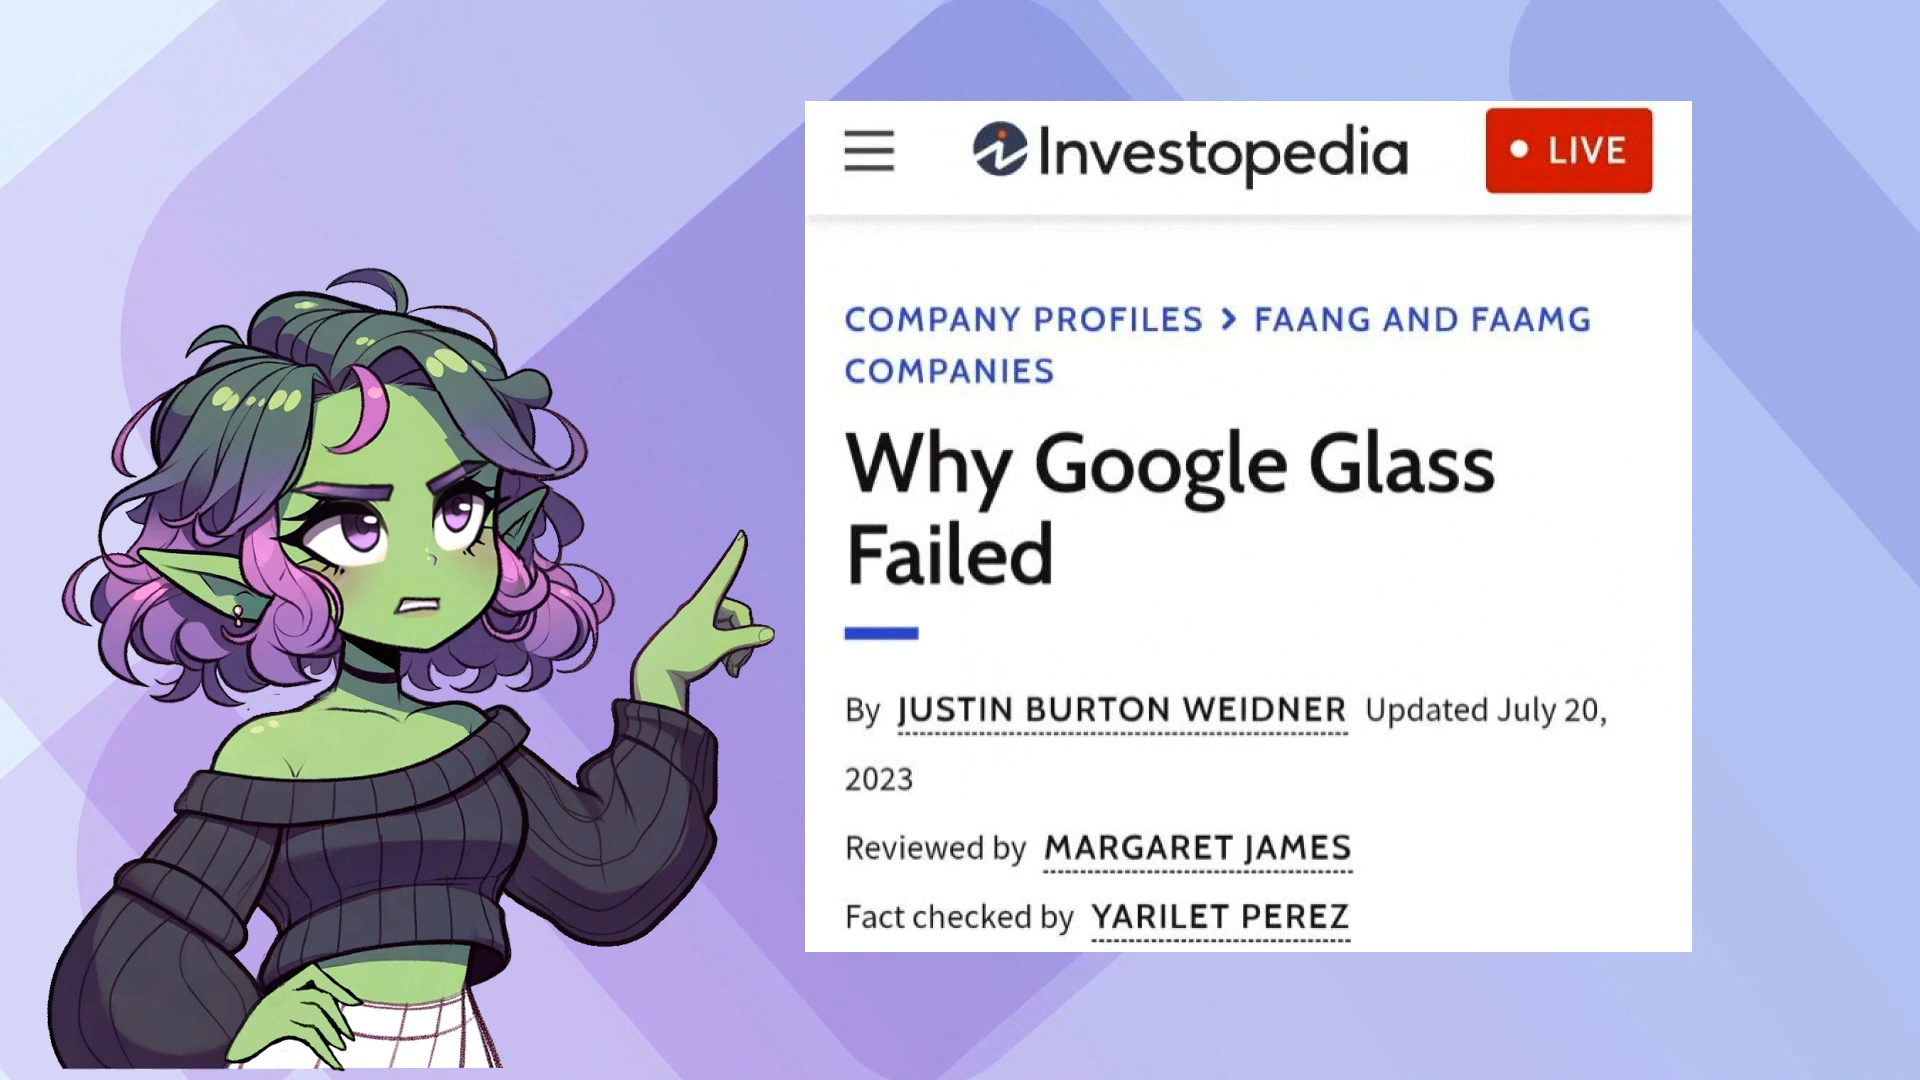 Investopedia
LIVE
COMPANY PROFILES > FAANG AND FAAMG
COMPANIES
Why Google Glass
Failed
By JUSTIN BURTON WEIDNER Updated July 20,
2023
Reviewed by MARGARET JAMES
Fact checked by YARILET PEREZ